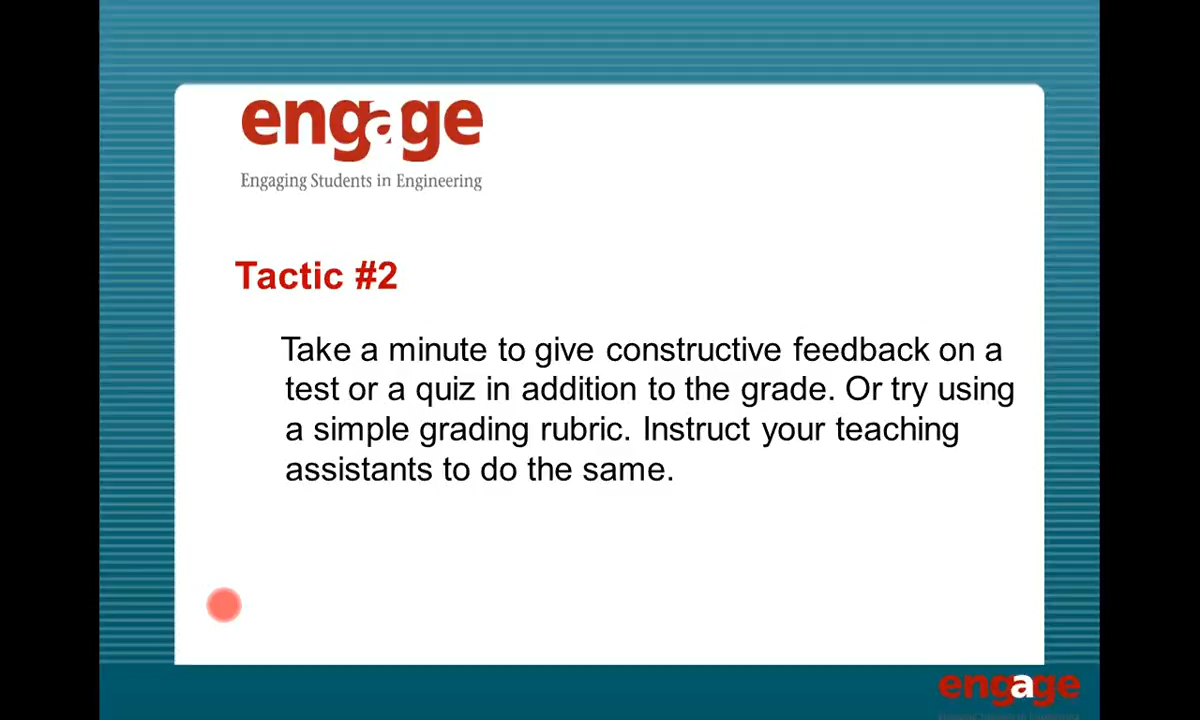 engage
Engaging Students in Engineering
Tactic #2
Take a minute to give constructive feedback on a
test or a quiz in addition to the grade. Or try using
a simple grading rubric. Instruct your teaching
assistants to do the same.
engage